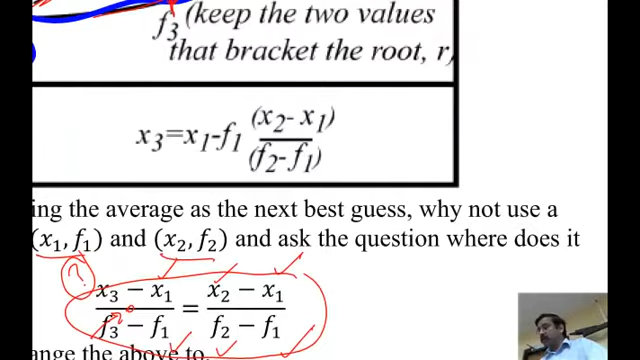 f3 (keep the two values
that bracket the root, r)
x3=x1-f1 (x2-x1)/(f2-f1)
ing the average as the next best guess, why not use a
(x1, f1) and (x2, f2) and ask the question where does it
? (x3 − x1)/(f3 − f1) = (x2 − x1)/(f2 − f1)
ange the above to